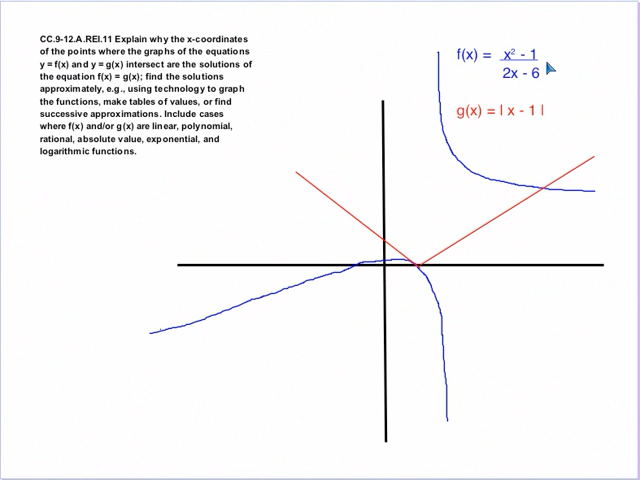 CC.9-12.A.REI.11 Explain why the x-coordinates
of the points where the graphs of the equations
y = f(x) and y = g(x) intersect are the solutions of
the equation f(x) = g(x); find the solutions
approximately, e.g., using technology to graph
the functions, make tables of values, or find
successive approximations. Include cases
where f(x) and/or g(x) are linear, polynomial,
rational, absolute value, exponential, and
logarithmic functions.
f(x) = x² - 1
2x - 6
g(x) = | x - 1 |